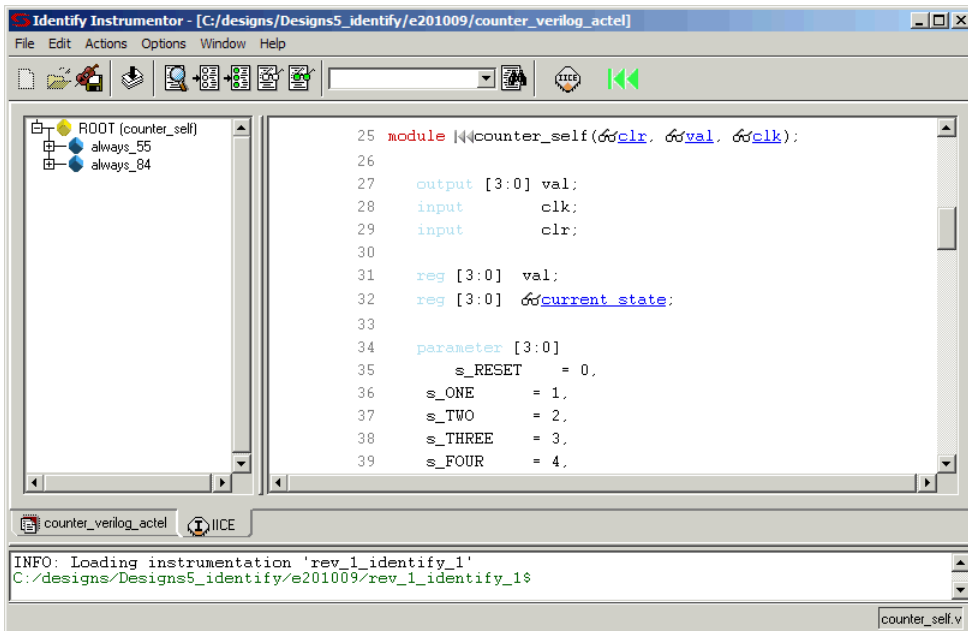 Identify Instrumentor - [C:/designs/Designs5_identify/e201009/counter_verilog_actel]
File Edit Actions Options Window Help
IICE
ROOT (counter_self)
always_55
always_84
25 module counter_self(clr, val, clk);
26
27 output [3:0] val;
28 input clk;
29 input clr;
30
31 reg [3:0] val;
32 reg [3:0] current_state;
33
34 parameter [3:0]
35 s_RESET = 0,
36 s_ONE = 1,
37 s_TWO = 2,
38 s_THREE = 3,
39 s_FOUR = 4,
counter_verilog_actel IICE
INFO: Loading instrumentation 'rev_1_identify_1'
C:/designs/Designs5_identify/e201009/rev_1_identify_1$
counter_self.v